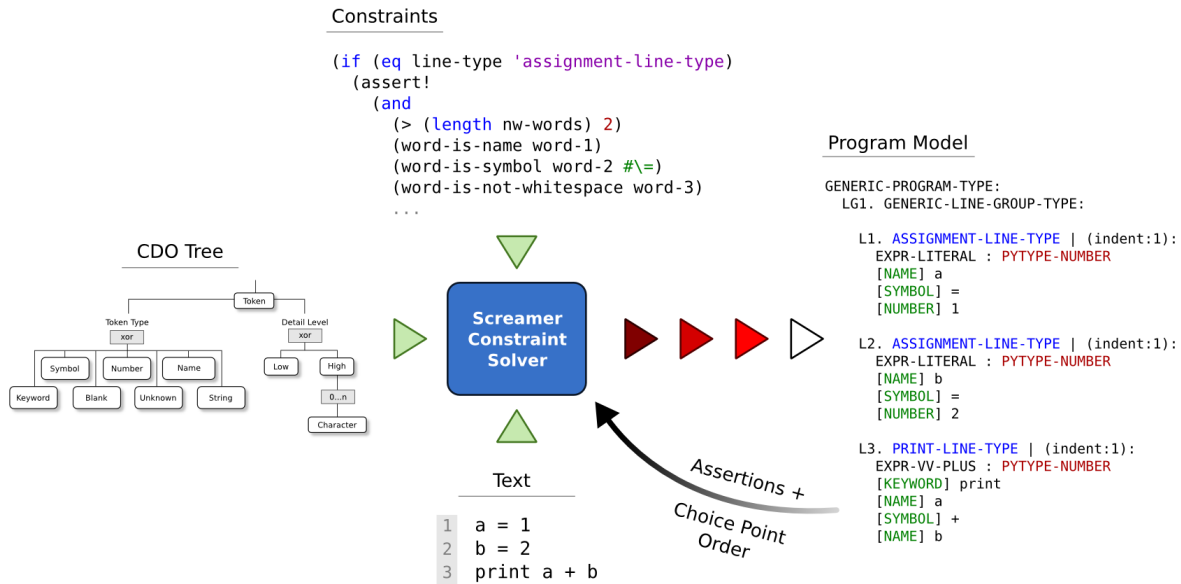 Constraints
(if (eq line-type 'assignment-line-type)
(assert!
(and
(> (length nw-words) 2)
(word-is-name word-1)
(word-is-symbol word-2 #\=)
(word-is-not-whitespace word-3)
...
CDO Tree
Token
Token Type
Detail Level
xor
xor
Symbol
Number
Name
Low
High
Keyword
Blank
Unknown
String
0...n
Character
Screamer
Constraint
Solver
Text
1 a = 1
2 b = 2
3 print a + b
Assertions +
Choice Point
Order
Program Model
GENERIC-PROGRAM-TYPE:
LG1. GENERIC-LINE-GROUP-TYPE:
L1. ASSIGNMENT-LINE-TYPE | (indent:1):
EXPR-LITERAL : PYTYPE-NUMBER
[NAME] a
[SYMBOL] =
[NUMBER] 1
L2. ASSIGNMENT-LINE-TYPE | (indent:1):
EXPR-LITERAL : PYTYPE-NUMBER
[NAME] b
[SYMBOL] =
[NUMBER] 2
L3. PRINT-LINE-TYPE | (indent:1):
EXPR-VV-PLUS : PYTYPE-NUMBER
[KEYWORD] print
[NAME] a
[SYMBOL] +
[NAME] b